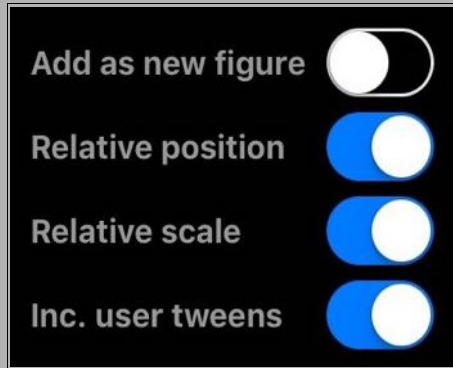 Add as new figure
Relative position
Relative scale
Inc. user tweens